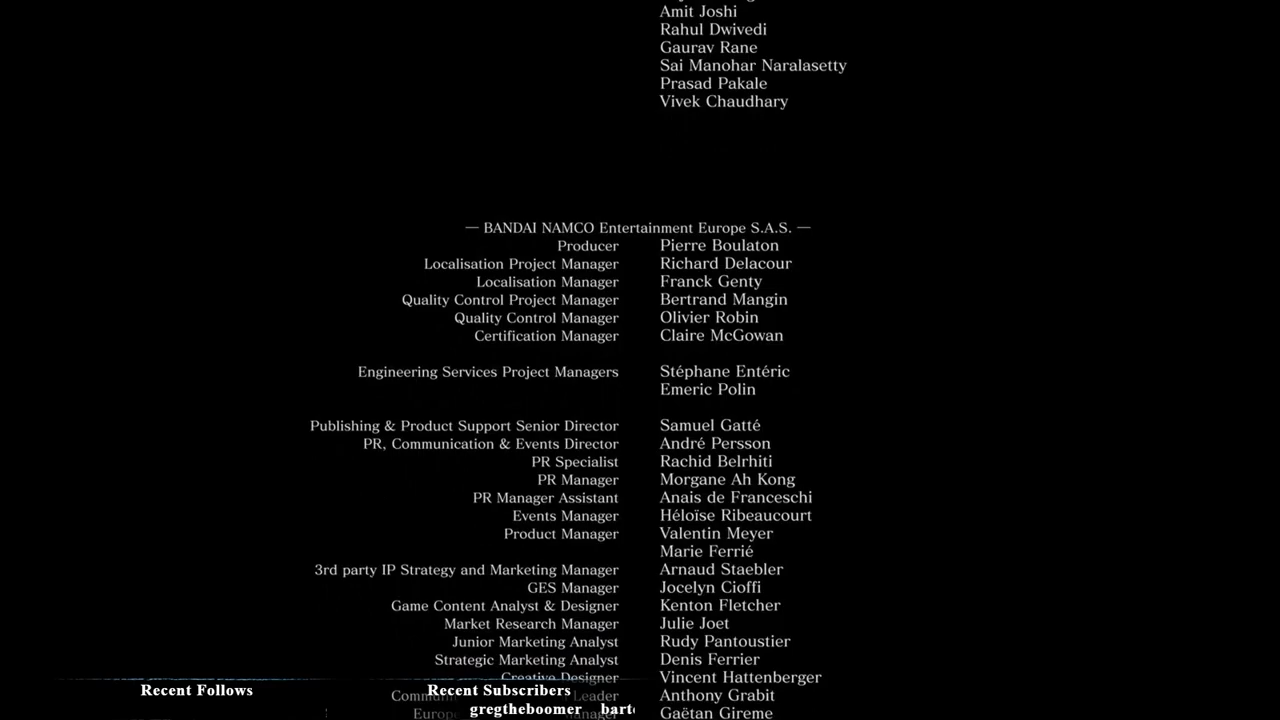 Amit Joshi
Rahul Dwivedi
Gaurav Rane
Sai Manohar Naralasetty
Prasad Pakale
Vivek Chaudhary
— BANDAI NAMCO Entertainment Europe S.A.S. —
Producer Pierre Boulaton
Localisation Project Manager Richard Delacour
Localisation Manager Franck Genty
Quality Control Project Manager Bertrand Mangin
Quality Control Manager Olivier Robin
Certification Manager Claire McGowan
Engineering Services Project Managers Stéphane Entéric
Emeric Polin
Publishing & Product Support Senior Director Samuel Gatté
PR, Communication & Events Director André Persson
PR Specialist Rachid Belrhiti
PR Manager Morgane Ah Kong
PR Manager Assistant Anais de Franceschi
Events Manager Héloïse Ribeaucourt
Product Manager Valentin Meyer
Marie Ferrié
3rd party IP Strategy and Marketing Manager Arnaud Staebler
GES Manager Jocelyn Cioffi
Game Content Analyst & Designer Kenton Fletcher
Market Research Manager Julie Joet
Junior Marketing Analyst Rudy Pantoustier
Strategic Marketing Analyst Denis Ferrier
Creative Designer Vincent Hattenberger
Leader Anthony Grabit
Gaëtan Gireme
Recent Follows
Recent Subscribers
gregtheboomer